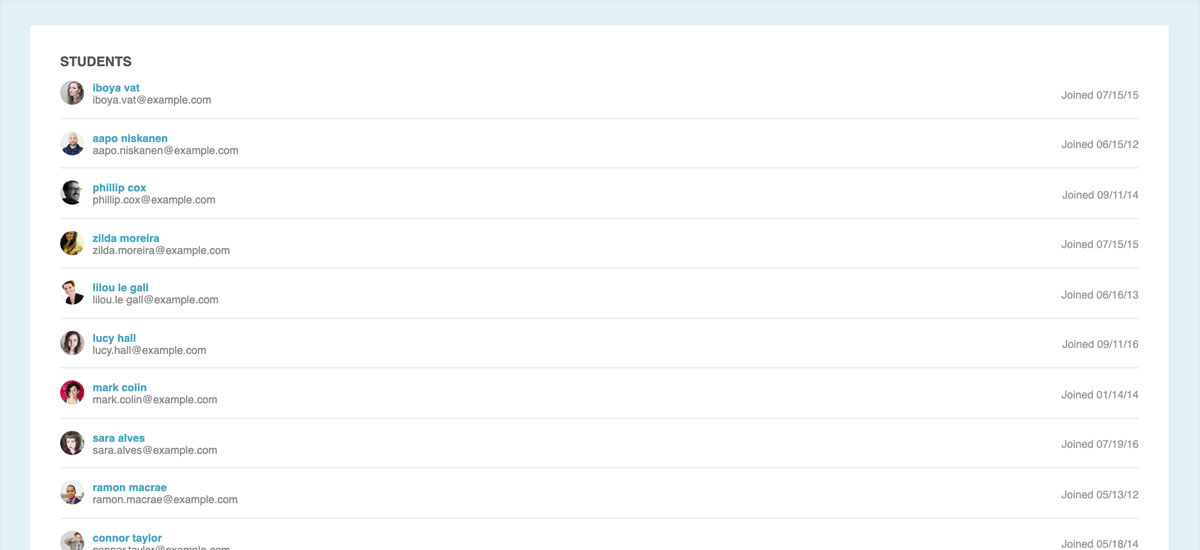 STUDENTS
iboya vat
iboya.vat@example.com
Joined 07/15/15
aapo niskanen
aapo.niskanen@example.com
Joined 06/15/12
phillip cox
phillip.cox@example.com
Joined 09/11/14
zilda moreira
zilda.moreira@example.com
Joined 07/15/15
lilou le gall
lilou.le gall@example.com
Joined 06/16/13
lucy hall
lucy.hall@example.com
Joined 09/11/16
mark colin
mark.colin@example.com
Joined 01/14/14
sara alves
sara.alves@example.com
Joined 07/19/16
ramon macrae
ramon.macrae@example.com
Joined 05/13/12
connor taylor
connor.taylor@example.com
Joined 05/18/14